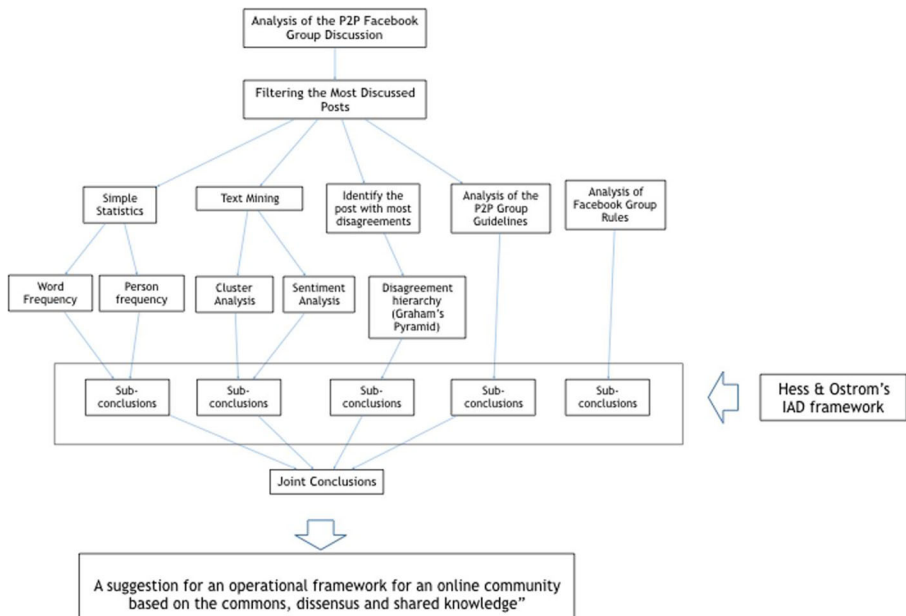 Analysis of the P2P Facebook
Group Discussion
Filtering the Most Discussed
Posts
Simple
Statistics
Text Mining
Identify the
post with most
disagreements
Analysis of the
P2P Group
Guidelines
Analysis of
Facebook Group
Rules
Word
Frequency
Person
frequency
Cluster
Analysis
Sentiment
Analysis
Disagreement
hierarchy
(Graham's
Pyramid)
Sub-
conclusions
Sub-
conclusions
Sub-
conclusions
Sub-
conclusions
Sub-
conclusions
Hess & Ostrom's
IAD framework
Joint Conclusions
A suggestion for an operational framework for an online community
based on the commons, dissensus and shared knowledge”